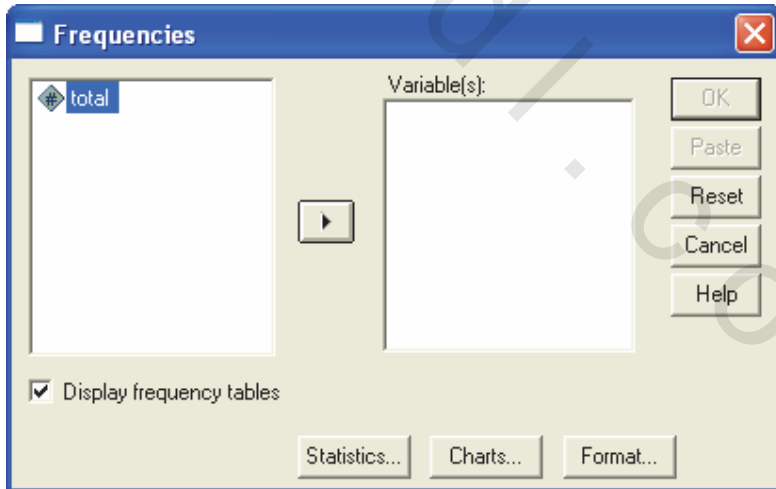 Frequencies
total
Variable(s):
OK
Paste
Reset
Cancel
Help
Display frequency tables
Statistics...
Charts...
Format...